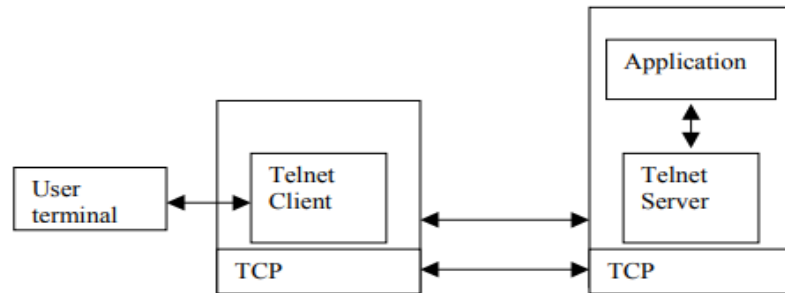 Application
User
terminal
Telnet
Client
Telnet
Server
TCP
TCP